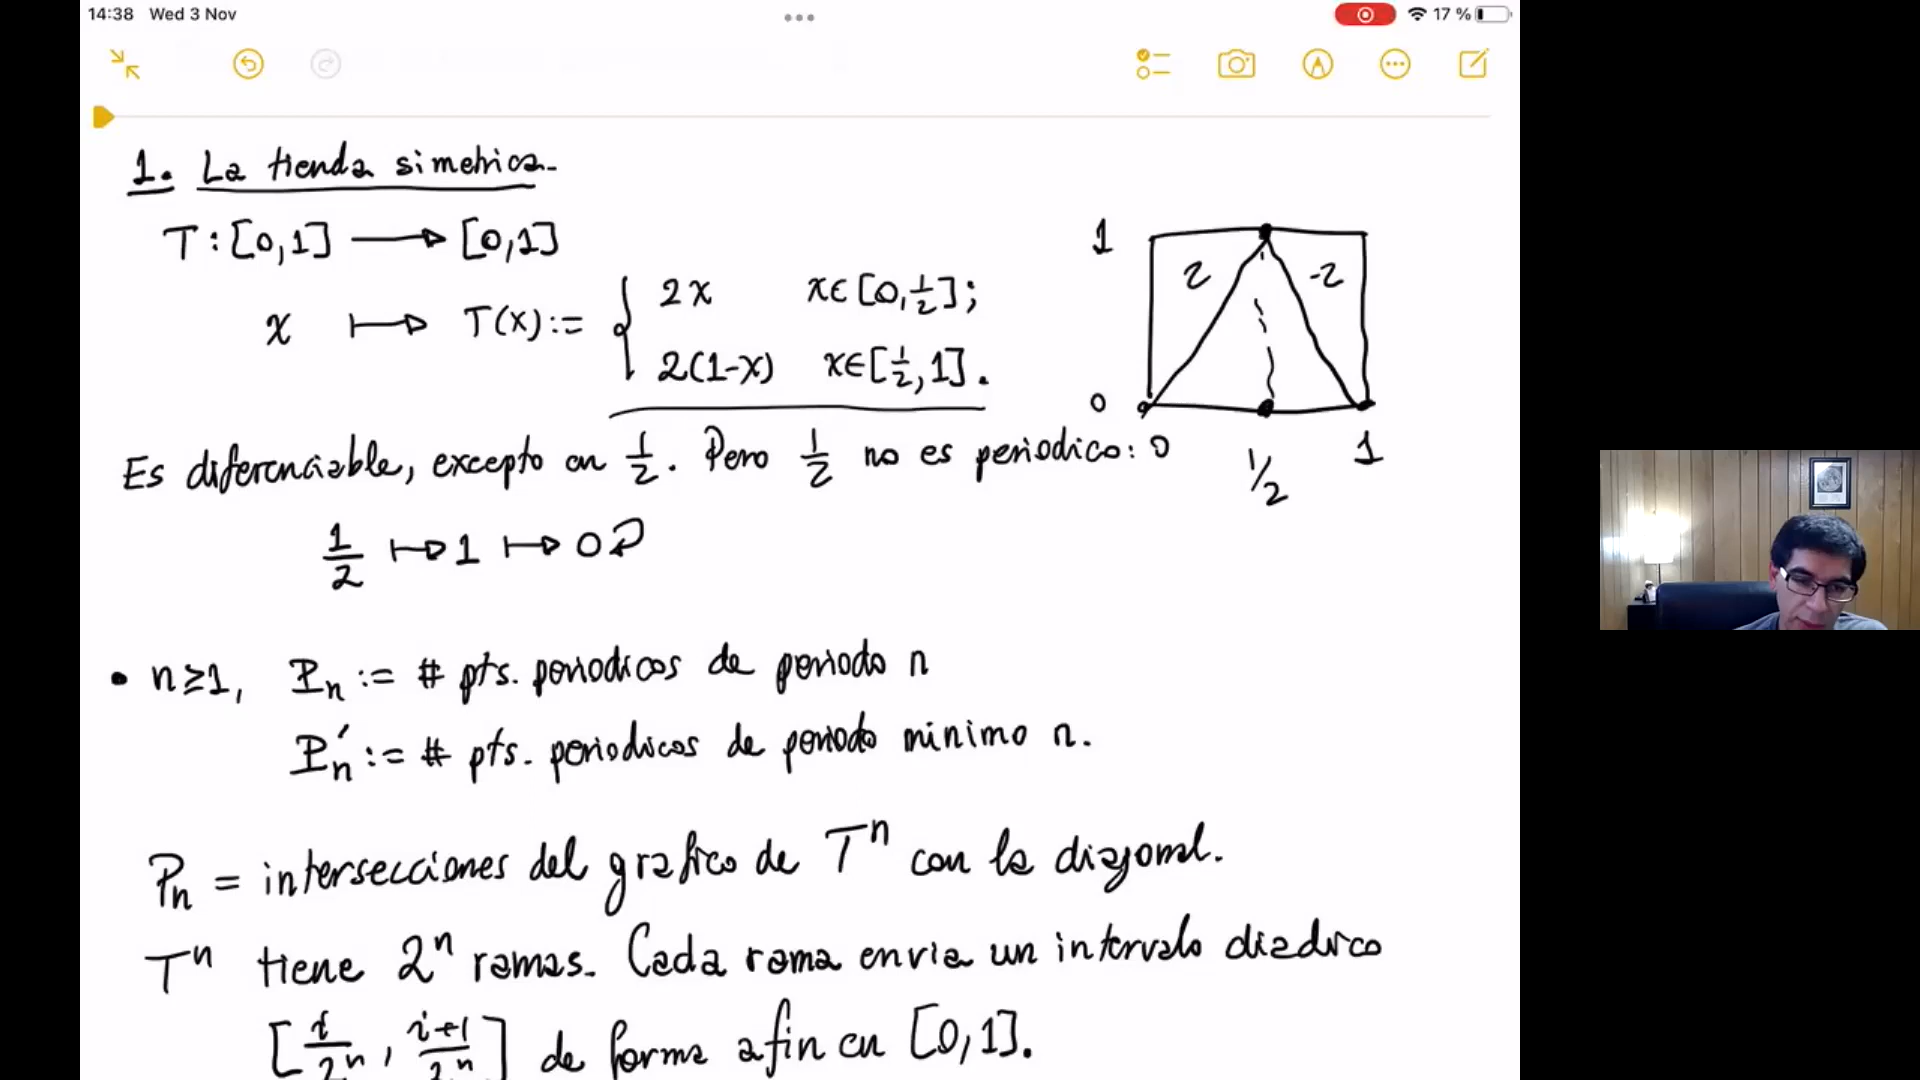 14:38 Wed 3 Nov 17 %
1. La tienda simetrica.
T : [0,1] → [0,1]
x ↦ T(x) := { 2x x∈[0,1/2];
2(1-x) x∈[1/2,1].
1
2 -2
0
0 1/2 1
Es diferenciable, excepto en 1/2. Pero 1/2 no es periodico:
1/2 ↦ 1 ↦ 0 ↻
• n≥1, Pn := # pts. periodicos de periodo n
Pn' := # pts. periodicos de periodo minimo n.
Pn = intersecciones del grafico de T^n con la diagonal.
T^n tiene 2^n ramas. Cada rama envia un intervalo diadico
[i/2^n, i+1/2^n] de forma afin en [0,1].